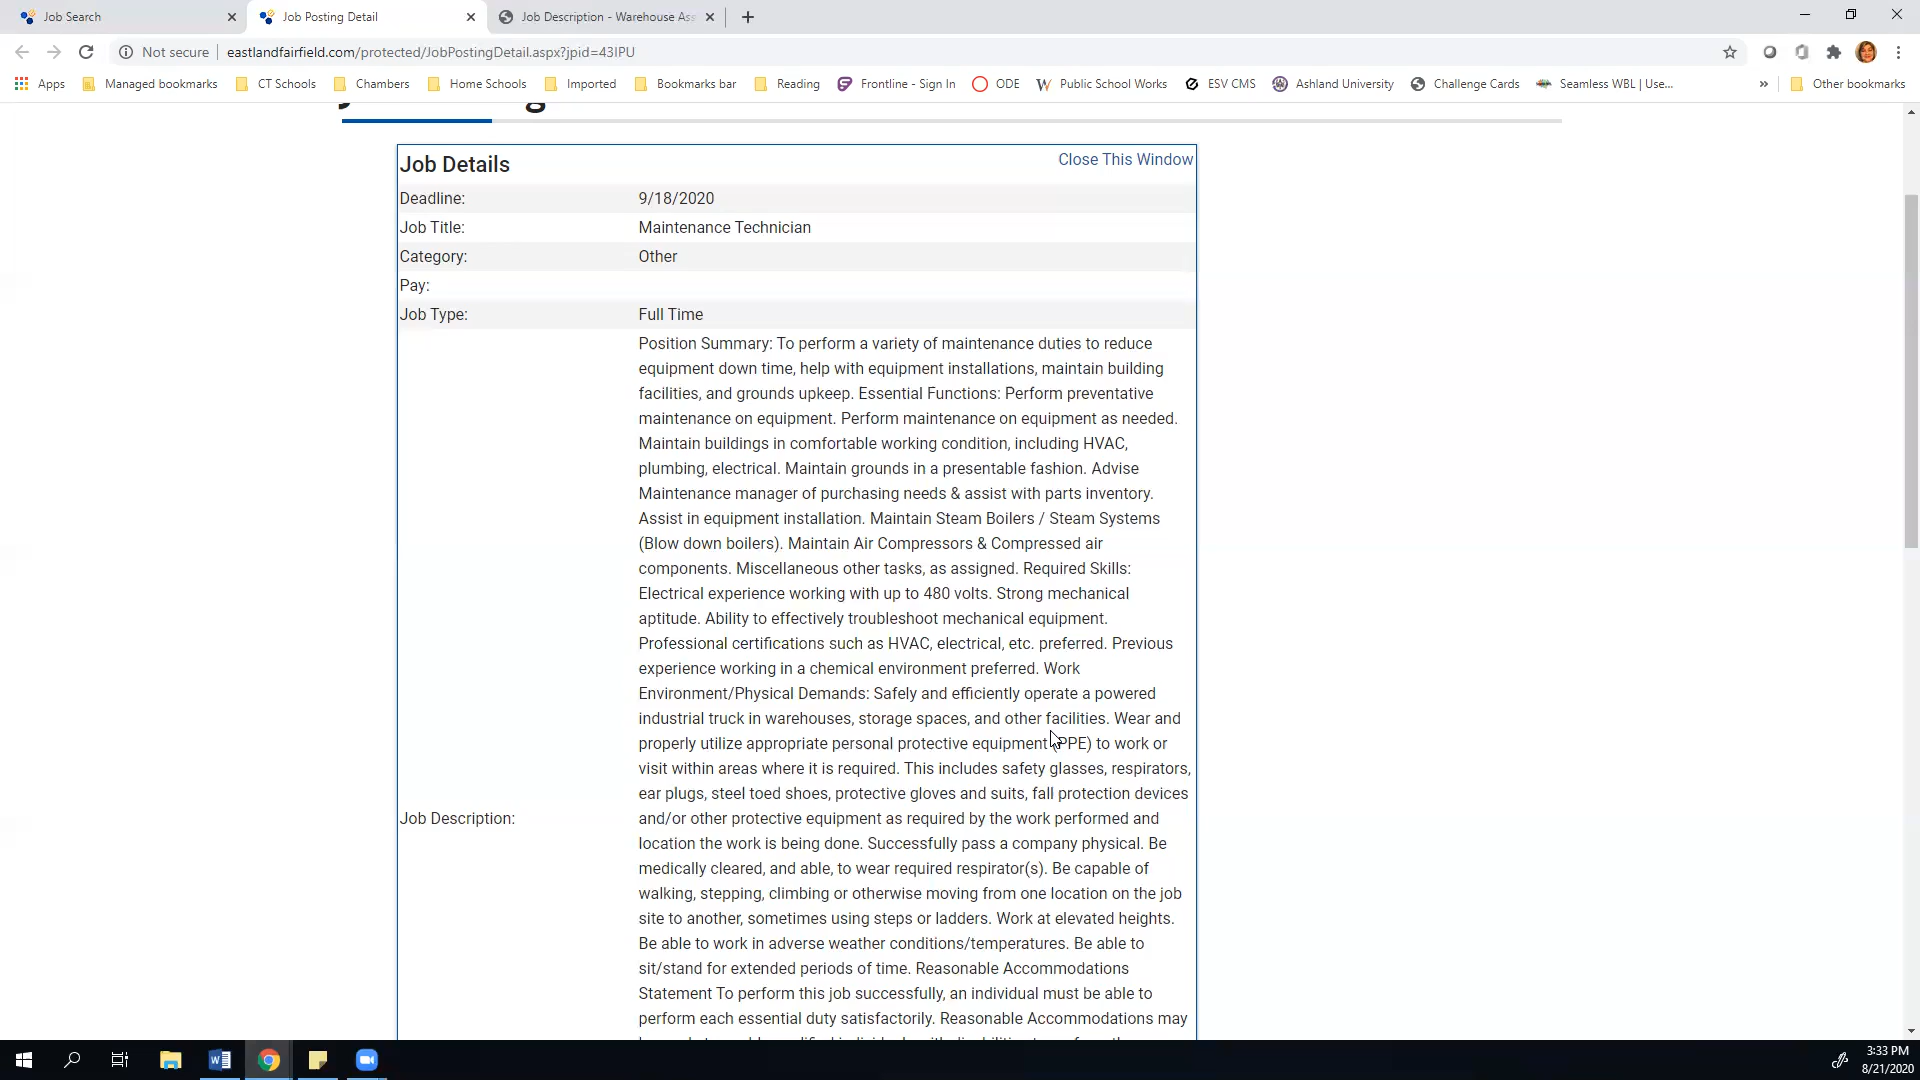 Job Search
Job Posting Detail
Job Description - Warehouse Ass
Not secure
eastlandfairfield.com/protected/JobPostingDetail.aspx?jpid=43IPU
Apps
Managed bookmarks
CT Schools
Chambers
Home Schools
Imported
Bookmarks bar
Reading
Frontline - Sign In
ODE
Public School Works
ESV CMS
Ashland University
Challenge Cards
Seamless WBL | Use...
»
Other bookmarks
Job Details
Close This Window
Deadline: 9/18/2020
Job Title: Maintenance Technician
Category: Other
Pay:
Job Type: Full Time
Position Summary: To perform a variety of maintenance duties to reduce
equipment down time, help with equipment installations, maintain building
facilities, and grounds upkeep. Essential Functions: Perform preventative
maintenance on equipment. Perform maintenance on equipment as needed.
Maintain buildings in comfortable working condition, including HVAC,
plumbing, electrical. Maintain grounds in a presentable fashion. Advise
Maintenance manager of purchasing needs & assist with parts inventory.
Assist in equipment installation. Maintain Steam Boilers / Steam Systems
(Blow down boilers). Maintain Air Compressors & Compressed air
components. Miscellaneous other tasks, as assigned. Required Skills:
Electrical experience working with up to 480 volts. Strong mechanical
aptitude. Ability to effectively troubleshoot mechanical equipment.
Professional certifications such as HVAC, electrical, etc. preferred. Previous
experience working in a chemical environment preferred. Work
Environment/Physical Demands: Safely and efficiently operate a powered
industrial truck in warehouses, storage spaces, and other facilities. Wear and
properly utilize appropriate personal protective equipment (PPE) to work or
visit within areas where it is required. This includes safety glasses, respirators,
ear plugs, steel toed shoes, protective gloves and suits, fall protection devices
Job Description:
and/or other protective equipment as required by the work performed and
location the work is being done. Successfully pass a company physical. Be
medically cleared, and able, to wear required respirator(s). Be capable of
walking, stepping, climbing or otherwise moving from one location on the job
site to another, sometimes using steps or ladders. Work at elevated heights.
Be able to work in adverse weather conditions/temperatures. Be able to
sit/stand for extended periods of time. Reasonable Accommodations
Statement To perform this job successfully, an individual must be able to
perform each essential duty satisfactorily. Reasonable Accommodations may
3:33 PM
8/21/2020